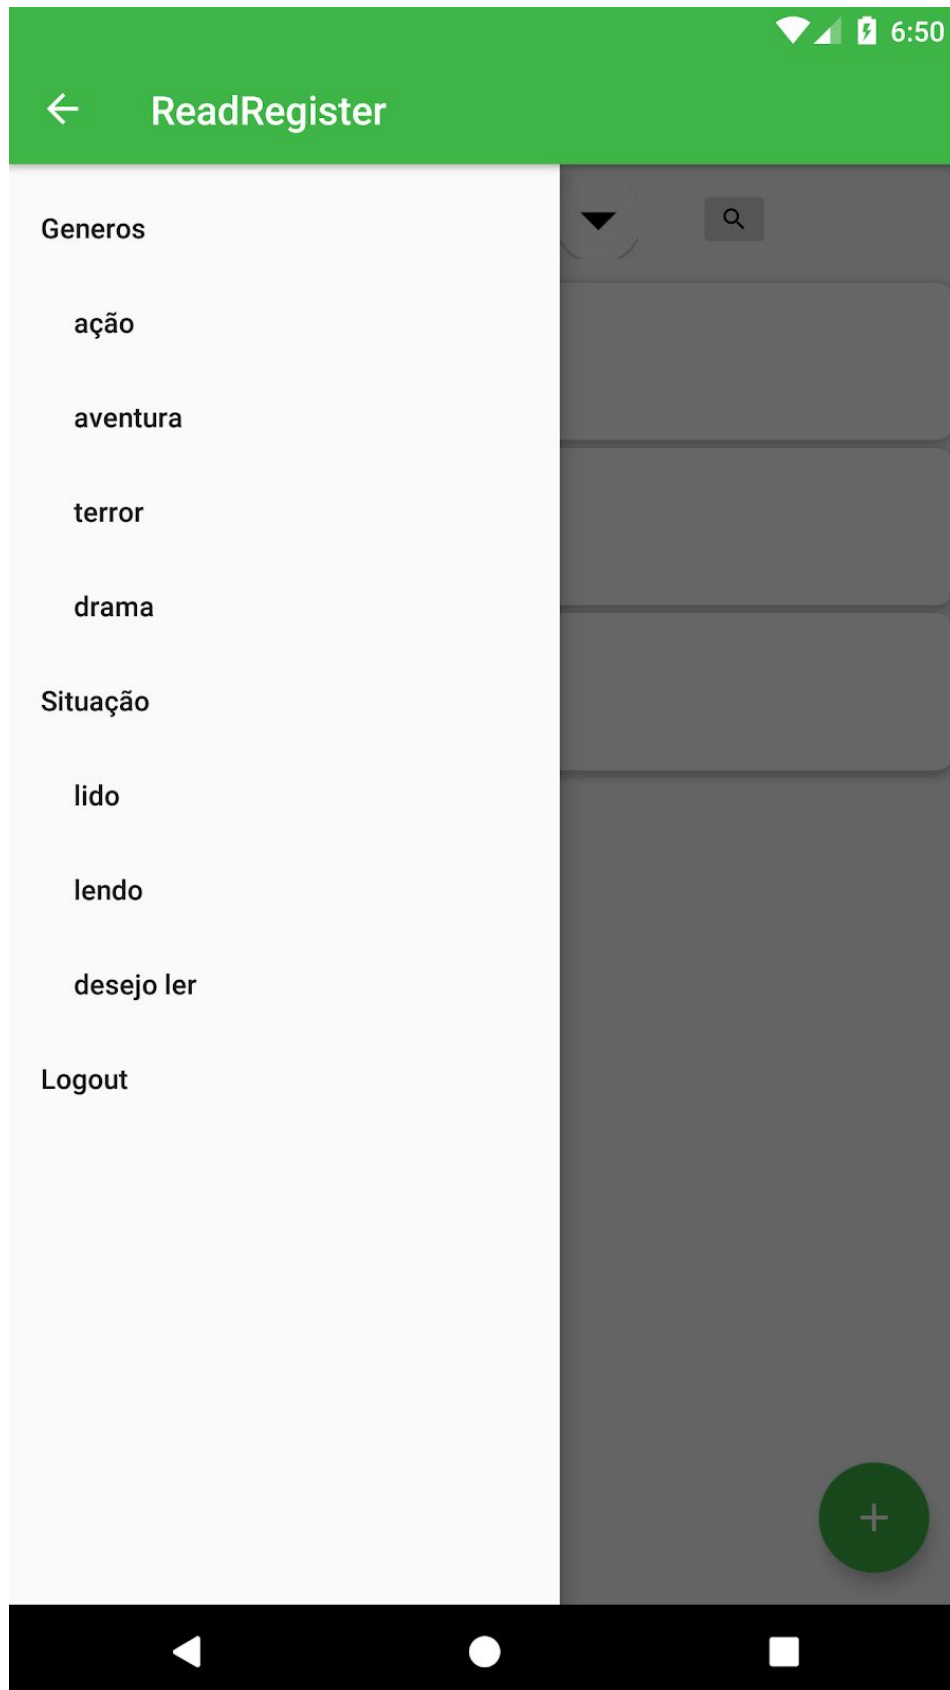 6:50
ReadRegister
Generos
ação
aventura
terror
drama
Situação
lido
lendo
desejo ler
Logout